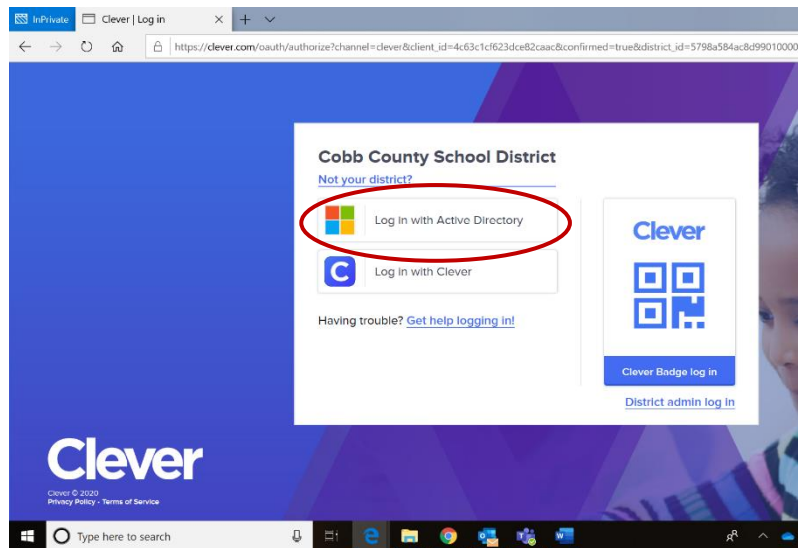 InPrivate
Clever | Log in
https://clever.com/oauth/authorize?channel=clever&client_id=4c63c1cf623dce82caac&confirmed=true&district_id=5798a584ac8d99010000
Cobb County School District
Not your district?
Log in with Active Directory
Log in with Clever
Having trouble? Get help logging in!
Clever
Clever Badge log in
District admin log in
Clever
Clever © 2020
Privacy Policy - Terms of Service
Type here to search